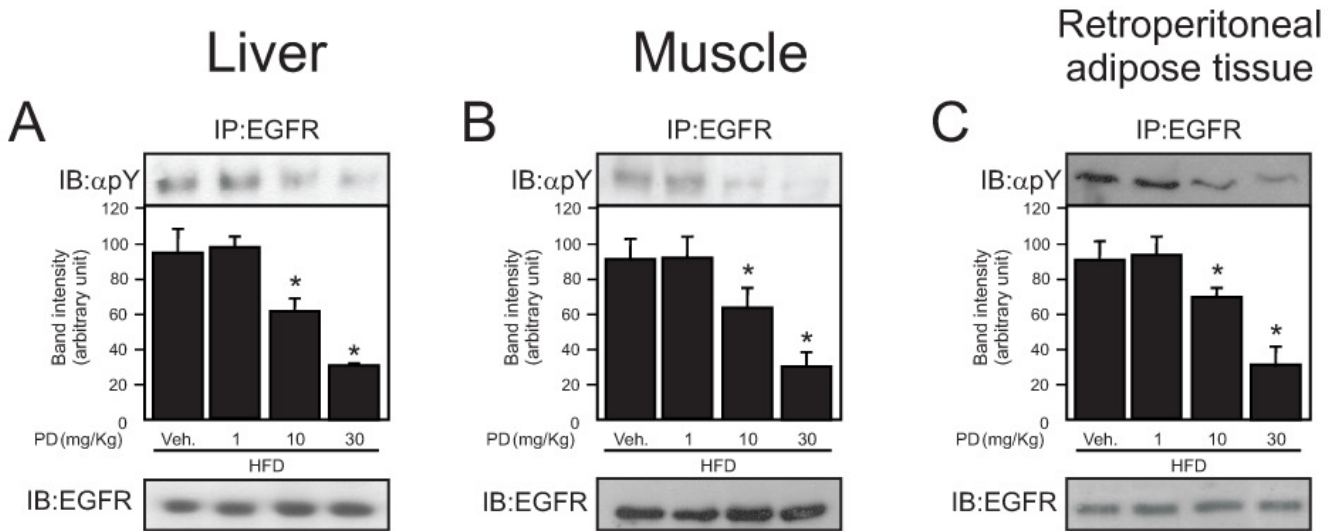 Liver
A
IP:EGFR
IB:αpY
120
100
80
60
40
20
0
Band intensity
(arbitrary unit)
*
*
PD (mg/Kg) Veh. 1 10 30
HFD
IB:EGFR
Muscle
B
IP:EGFR
IB:αpY
120
100
80
60
40
20
0
Band intensity
(arbitrary unit)
*
*
PD (mg/Kg) Veh. 1 10 30
HFD
IB:EGFR
Retroperitoneal
adipose tissue
C
IP:EGFR
IB:αpY
120
100
80
60
40
20
0
Band intensity
(arbitrary unit)
*
*
PD (mg/Kg) Veh. 1 10 30
HFD
IB:EGFR